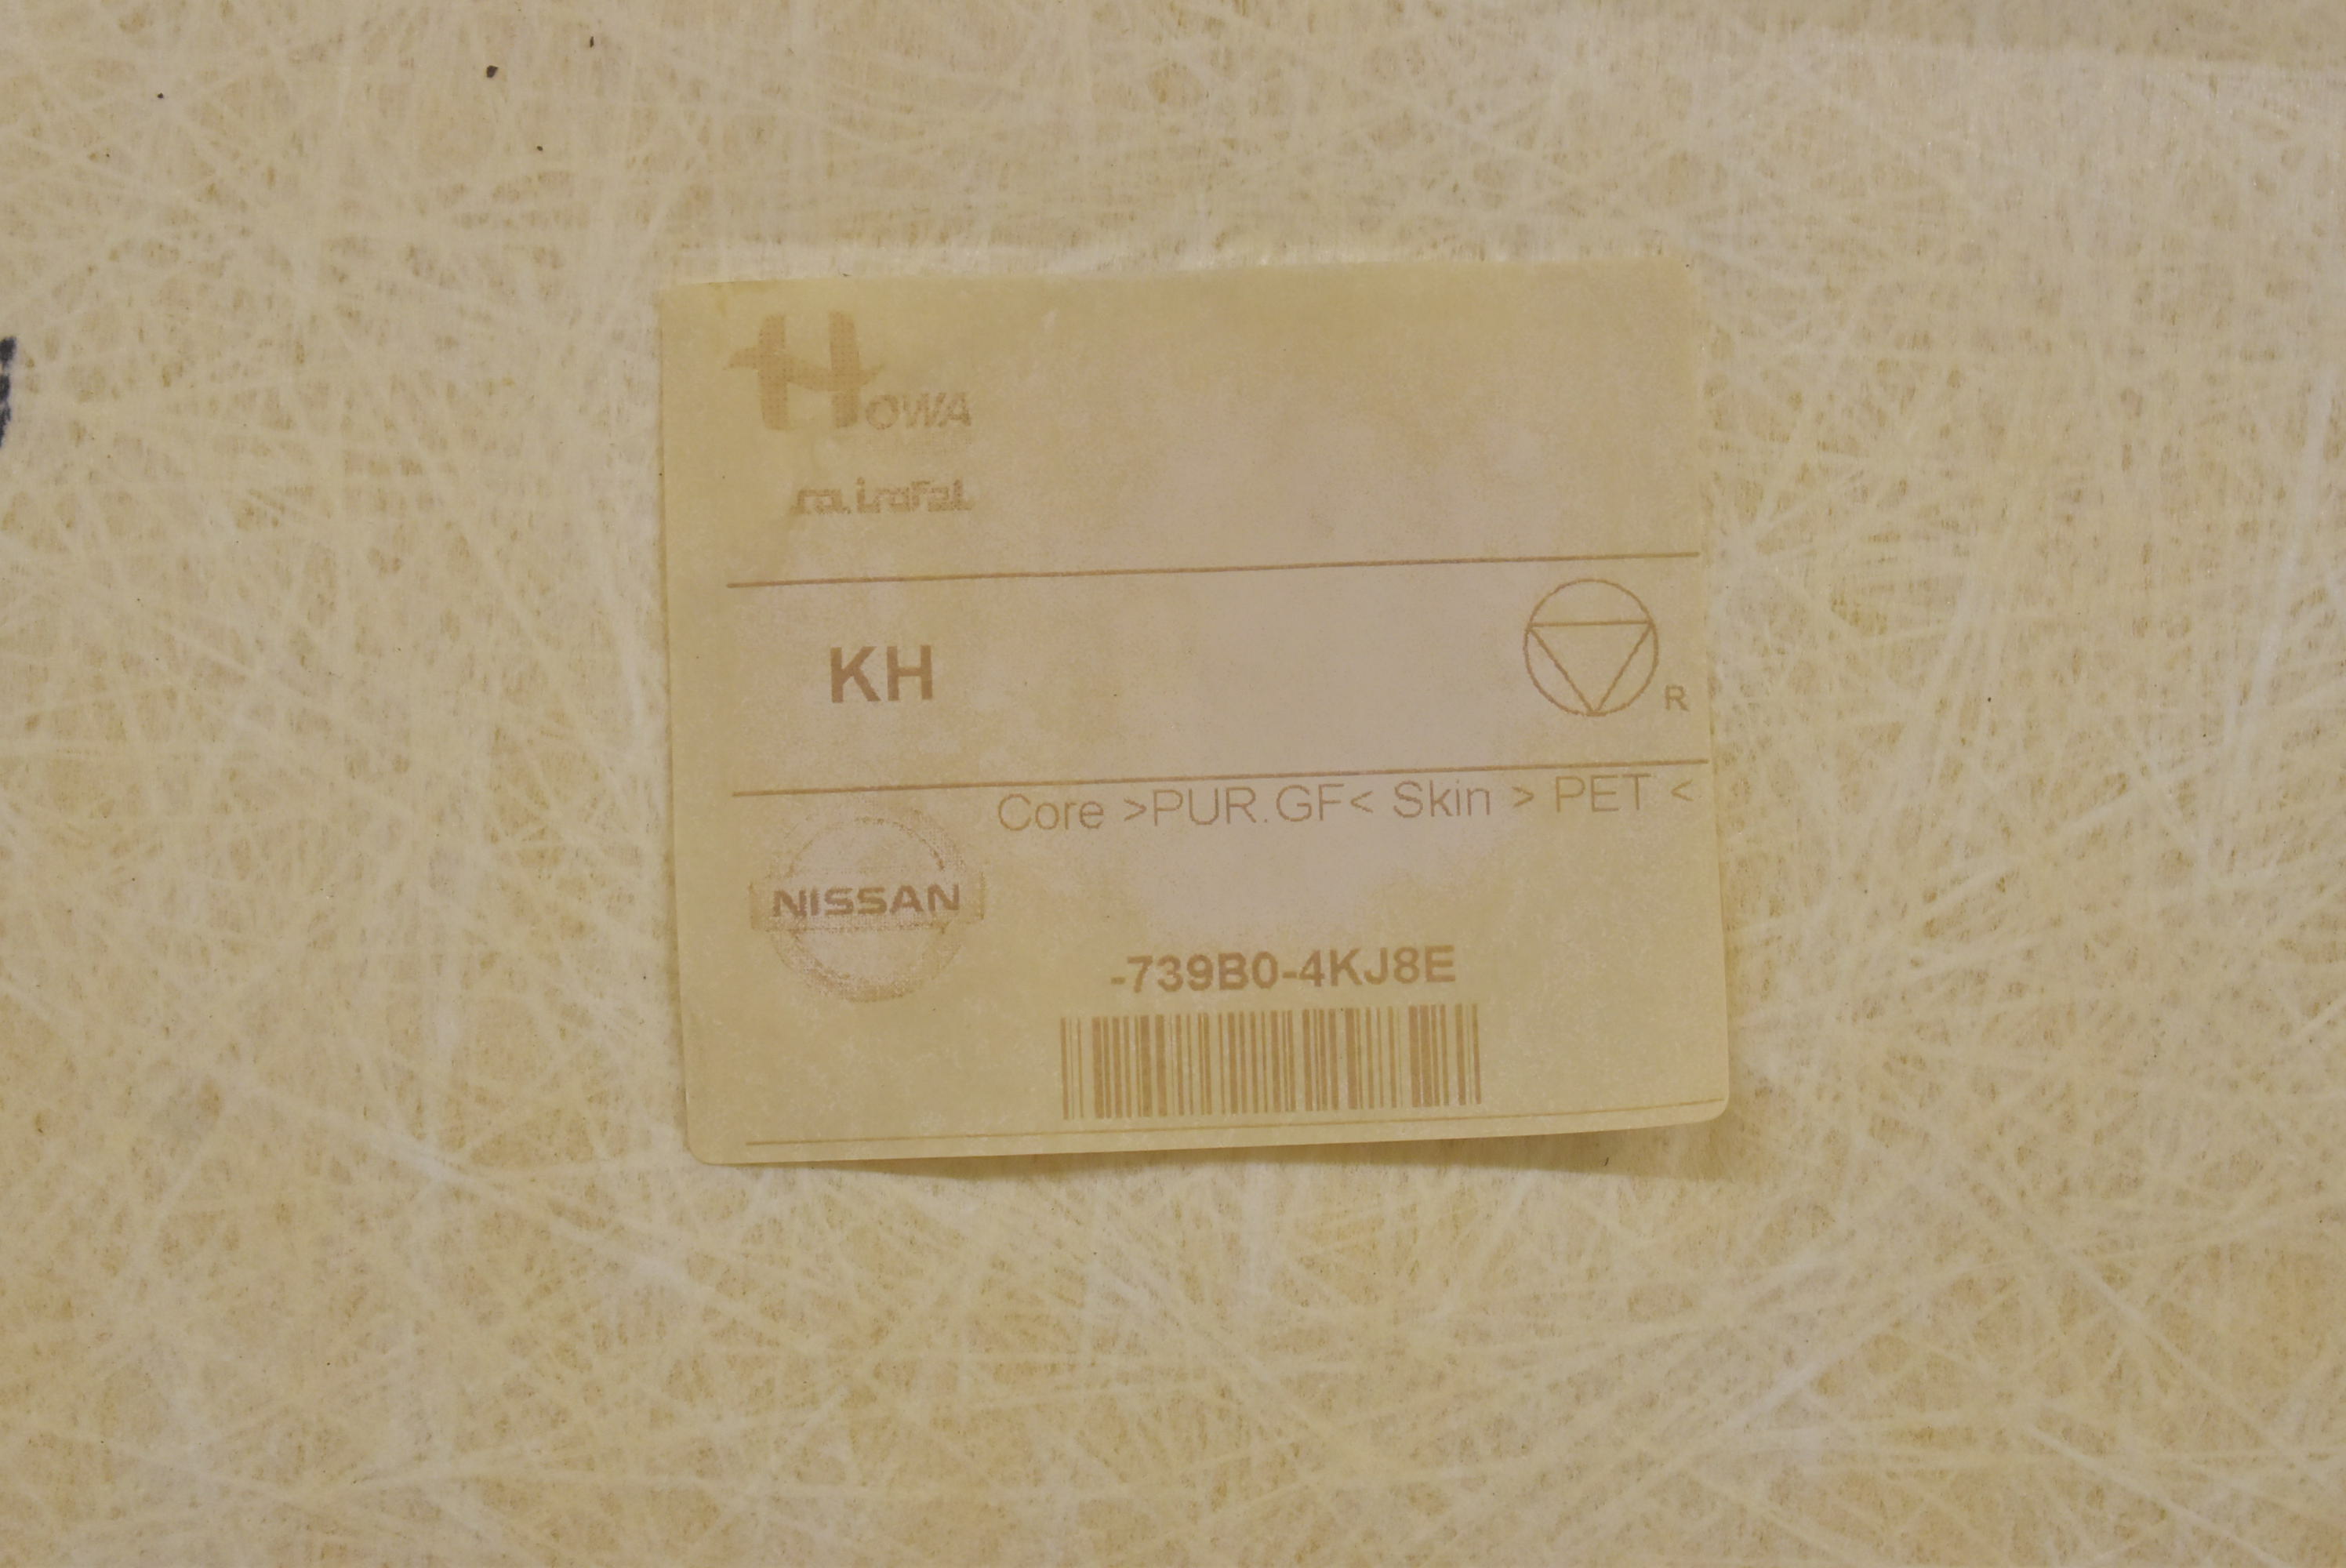 HOWA
KH
R
Core >PUR.GF< Skin > PET <
NISSAN
-739B0-4KJ8E